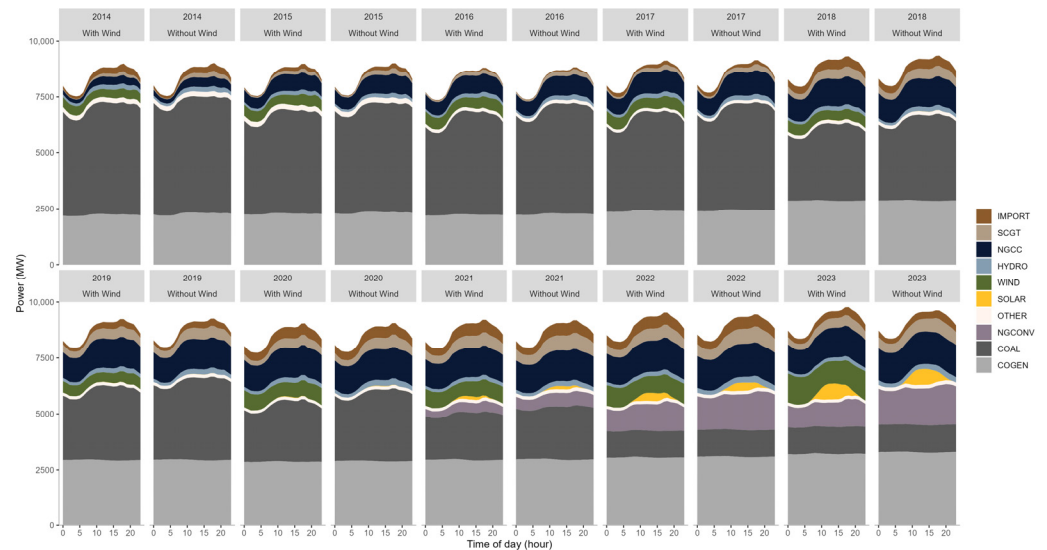 2014 2014 2015 2015 2016 2016 2017 2017 2018 2018
With Wind Without Wind With Wind Without Wind With Wind Without Wind With Wind Without Wind With Wind Without Wind
10,000
7500
5000
2500
0
2019 2019 2020 2020 2021 2021 2022 2022 2023 2023
With Wind Without Wind With Wind Without Wind With Wind Without Wind With Wind Without Wind With Wind Without Wind
10,000
7500
5000
2500
0
0 5 10 15 20 0 5 10 15 20 0 5 10 15 20 0 5 10 15 20 0 5 10 15 20 0 5 10 15 20 0 5 10 15 20 0 5 10 15 20 0 5 10 15 20 0 5 10 15 20
Time of day (hour)
Power (MW)
IMPORT
SCGT
NGCC
HYDRO
WIND
SOLAR
OTHER
NGCONV
COAL
COGEN